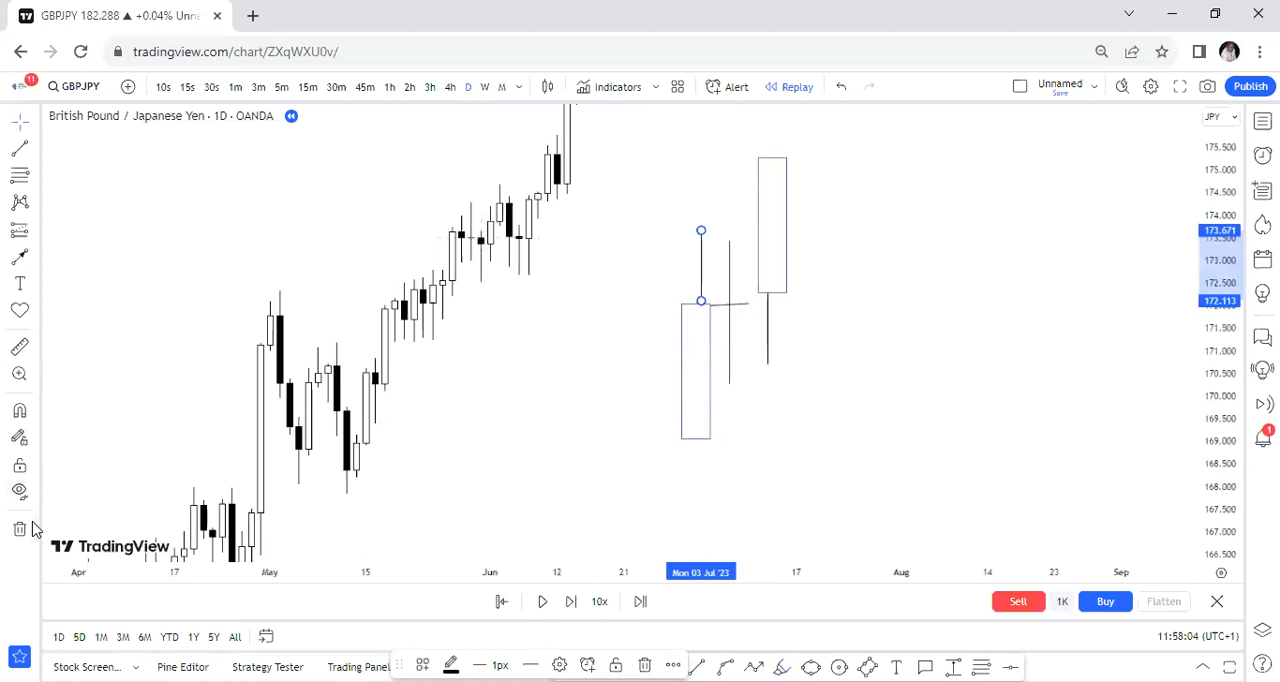 GBPJPY 182.288 ▲ +0.04%
tradingview.com/chart/ZXqWXU0v/
11
GBPJPY
10s 15s 30s 1m 3m 5m 15m 30m 45m 1h 2h 3h 4h D W M
Indicators
Alert
Replay
Unnamed
Save
Publish
British Pound / Japanese Yen · 1D · OANDA
JPY
175.500
175.000
174.500
174.000
173.671
173.000
172.500
172.113
171.500
171.000
170.500
170.000
169.500
169.000
168.500
168.000
167.500
167.000
166.500
1
TradingView
Apr 17 May 15 Jun 12 21 Mon 03 Jul '23 17 Aug 14 23 Sep
10x
Sell 1K Buy Flatten
1D 5D 1M 3M 6M YTD 1Y 5Y All
11:58:04 (UTC+1)
Stock Screen...
Pine Editor
Strategy Tester
Trading Panel
1px